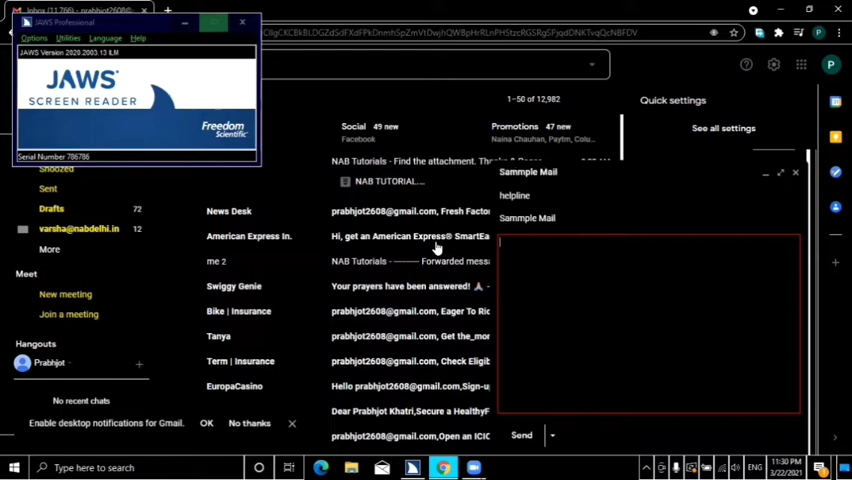 Inbox (11,766) - prabhjot2608@
JAWS Professional
Options Utilities Language Help
JAWS Version 2020.2003.13 ILM
JAWS®
SCREEN READER
Freedom
Scientific
Serial Number 786786
P
1–50 of 12,982
Quick settings
See all settings
Social 49 new
Facebook
Promotions 47 new
Naina Chauhan, Paytm, Colu...
NAB Tutorials - Find the attachment.
NAB TUTORIAL....
Snoozed
Sent
Drafts 72
varsha@nabdelhi.in 12
More
Meet
New meeting
Join a meeting
Hangouts
Prabhjot
No recent chats
News Desk prabhjot2608@gmail.com, Fresh Factor
American Express In. Hi, get an American Express® SmartEa
me 2 NAB Tutorials - ——— Forwarded messa
Swiggy Genie Your prayers have been answered! 🙏
Bike | Insurance prabhjot2608@gmail.com, Eager To Ric
Tanya prabhjot2608@gmail.com, Get the_mor
Term | Insurance prabhjot2608@gmail.com, Check Eligib
EuropaCasino Hello prabhjot2608@gmail.com,Sign-u
Dear Prabhjot Khatri,Secure a HealthyF
prabhjot2608@gmail.com,Open an ICIC
Sammple Mail
helpline
Sammple Mail
Send
Enable desktop notifications for Gmail. OK No thanks
Type here to search
ENG
11:30 PM
3/22/2021